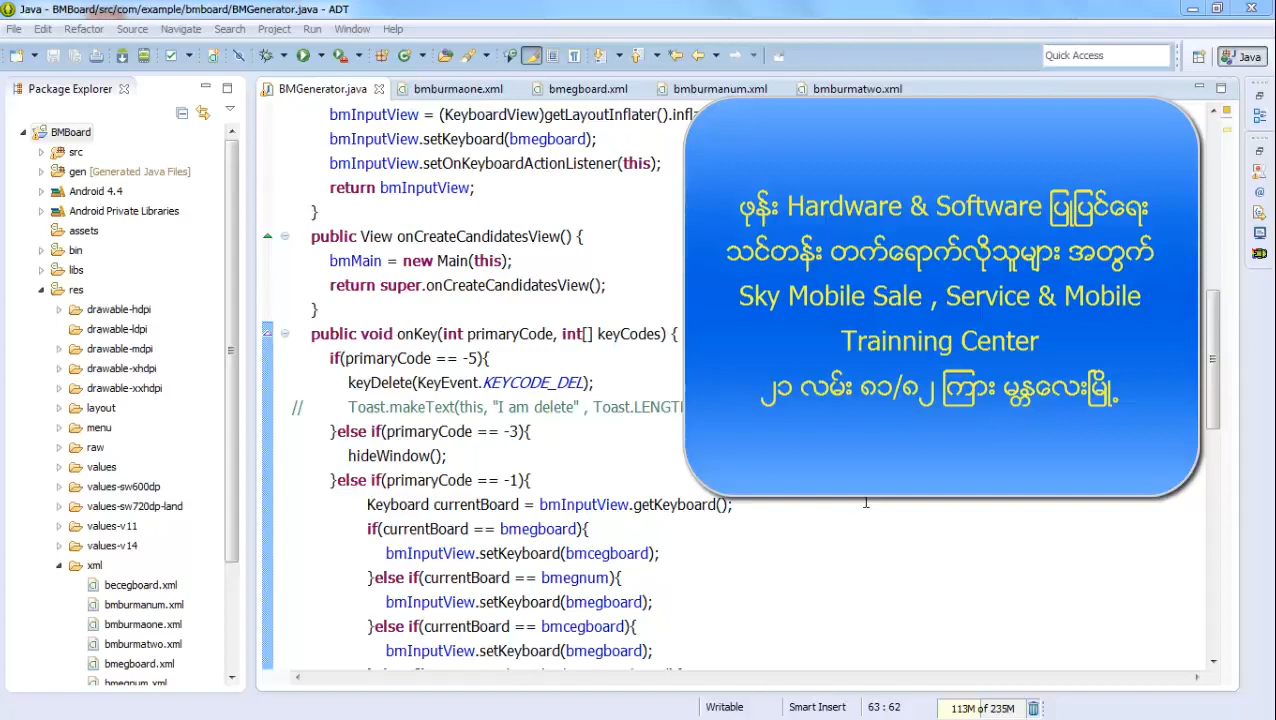 Java - BMBoard/src/com/example/bmboard/BMGenerator.java - ADT
File Edit Refactor Source Navigate Search Project Run Window Help
Quick Access
Java
Package Explorer
BMGenerator.java
bmburmaone.xml
bmegboard.xml
bmburmanum.xml
bmburmatwo.xml
BMBoard
src
gen [Generated Java Files]
Android 4.4
Android Private Libraries
assets
bin
libs
res
drawable-hdpi
drawable-ldpi
drawable-mdpi
drawable-xhdpi
drawable-xxhdpi
layout
menu
raw
values
values-sw600dp
values-sw720dp-land
values-v11
values-v14
xml
becegboard.xml
bmburmanum.xml
bmburmaone.xml
bmburmatwo.xml
bmegboard.xml
bmegnum.xml
bmInputView = (KeyboardView)getLayoutInflater().infl
bmInputView.setKeyboard(bmegboard);
bmInputView.setOnKeyboardActionListener(this);
return bmInputView;
}
public View onCreateCandidatesView() {
bmMain = new Main(this);
return super.onCreateCandidatesView();
}
public void onKey(int primaryCode, int[] keyCodes) {
if(primaryCode == -5){
keyDelete(KeyEvent.KEYCODE_DEL);
// Toast.makeText(this, "I am delete" , Toast.LENGTH
}else if(primaryCode == -3){
hideWindow();
}else if(primaryCode == -1){
Keyboard currentBoard = bmInputView.getKeyboard();
if(currentBoard == bmegboard){
bmInputView.setKeyboard(bmcegboard);
}else if(currentBoard == bmegnum){
bmInputView.setKeyboard(bmegboard);
}else if(currentBoard == bmcegboard){
bmInputView.setKeyboard(bmegboard);
ဖုန်း Hardware & Software ပြုပြင်ရေး
သင်တန်း တက်ရောက်လိုသူများ အတွက်
Sky Mobile Sale , Service & Mobile
Trainning Center
၂၁ လမ်း ၈၁/၈၂ ကြား မန္တလေးမြို့.
Writable
Smart Insert
63 : 62
113M of 235M